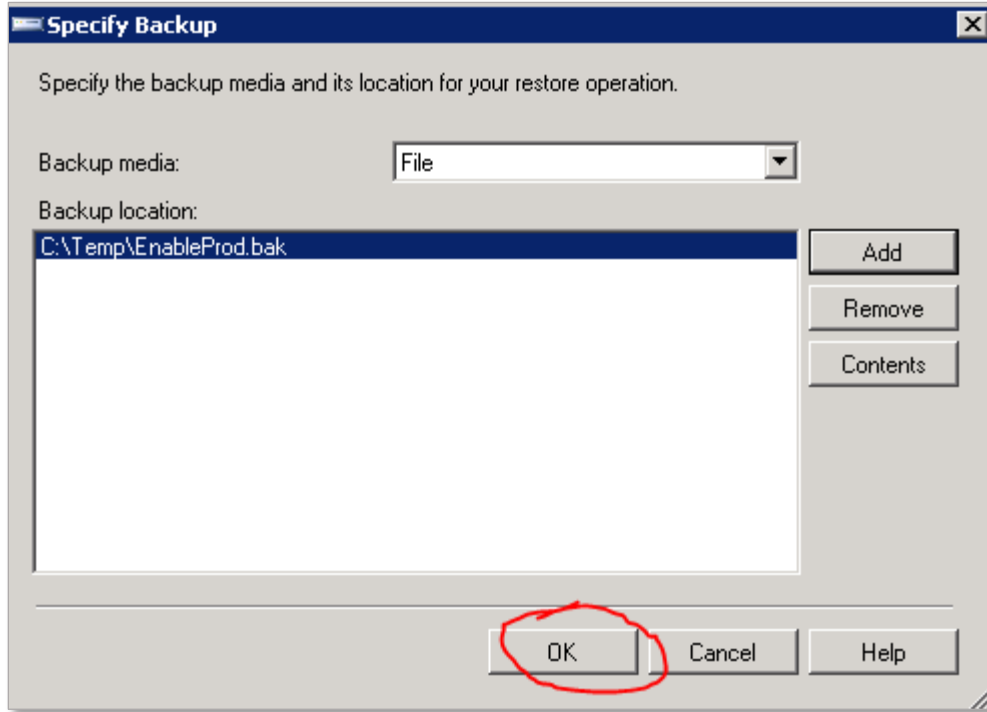 Specify Backup
Specify the backup media and its location for your restore operation.
Backup media:
File
Backup location:
C:\Temp\EnableProd.bak
Add
Remove
Contents
OK
Cancel
Help